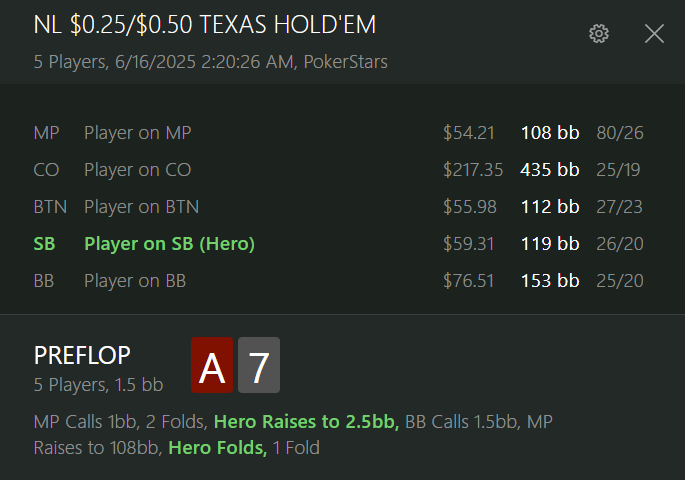 NL $0.25/$0.50 TEXAS HOLD'EM
5 Players, 6/16/2025 2:20:26 AM, PokerStars
MP Player on MP $54.21 108 bb 80/26
CO Player on CO $217.35 435 bb 25/19
BTN Player on BTN $55.98 112 bb 27/23
SB Player on SB (Hero) $59.31 119 bb 26/20
BB Player on BB $76.51 153 bb 25/20
PREFLOP A 7
5 Players, 1.5 bb
MP Calls 1bb, 2 Folds, Hero Raises to 2.5bb, BB Calls 1.5bb, MP
Raises to 108bb, Hero Folds, 1 Fold